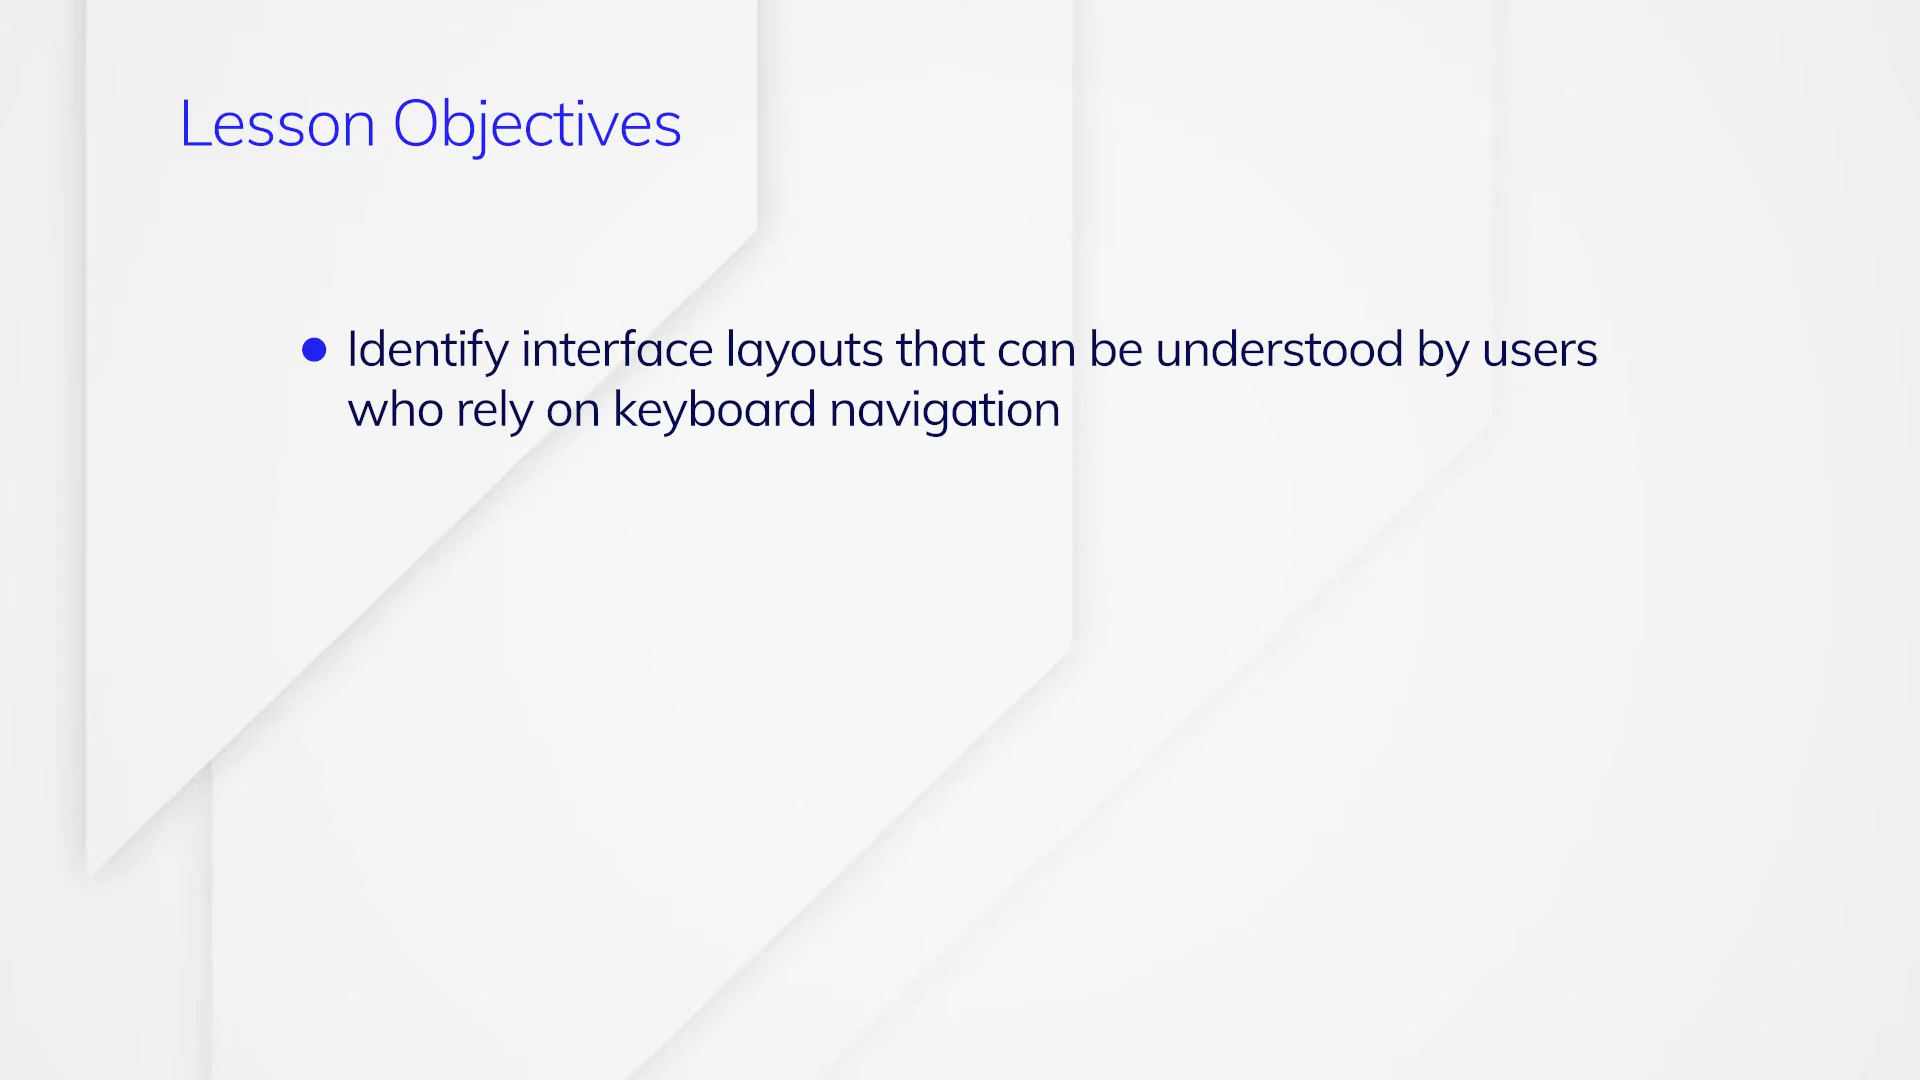 Lesson Objectives
Identify interface layouts that can be understood by users
who rely on keyboard navigation